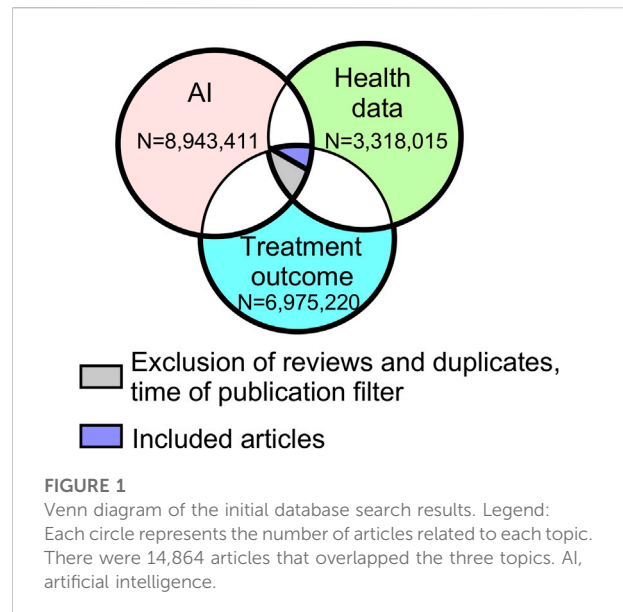 AI
N=8,943,411
Health
data
N=3,318,015
Treatment
outcome
N=6,975,220
Exclusion of reviews and duplicates,
time of publication filter
Included articles
FIGURE 1
Venn diagram of the initial database search results. Legend:
Each circle represents the number of articles related to each topic.
There were 14,864 articles that overlapped the three topics. AI,
artificial intelligence.